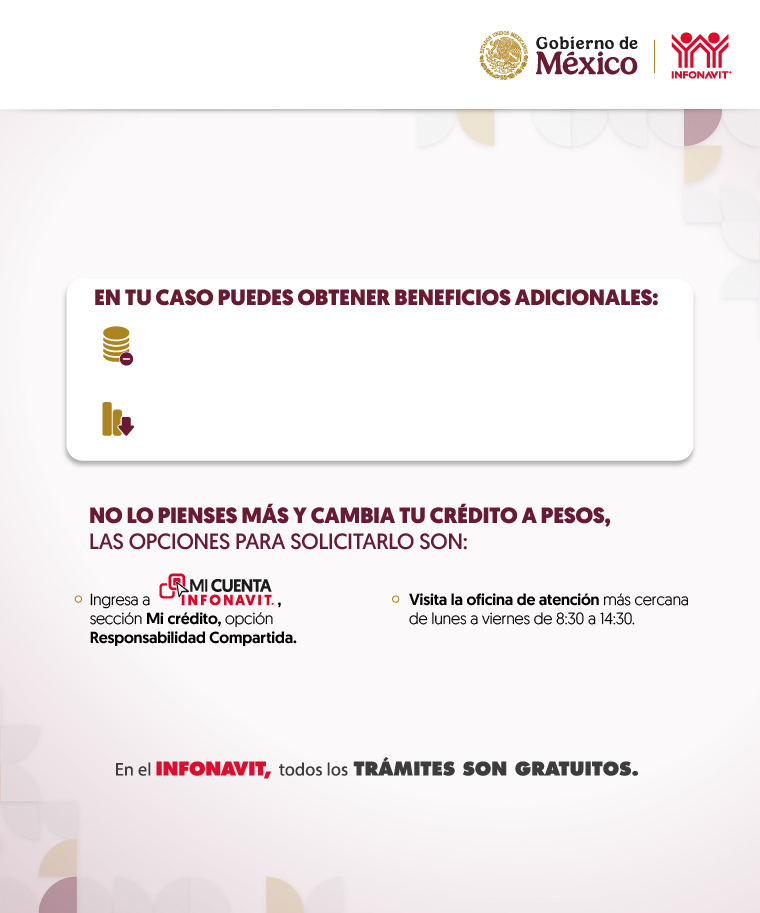 Gobierno de
México
INFONAVIT
EN TU CASO PUEDES OBTENER BENEFICIOS ADICIONALES:
NO LO PIENSES MÁS Y CAMBIA TU CRÉDITO A PESOS,
LAS OPCIONES PARA SOLICITARLO SON:
Ingresa a MI CUENTA INFONAVIT.,
sección Mi crédito, opción
Responsabilidad Compartida.
Visita la oficina de atención más cercana
de lunes a viernes de 8:30 a 14:30.
En el INFONAVIT, todos los TRÁMITES SON GRATUITOS.